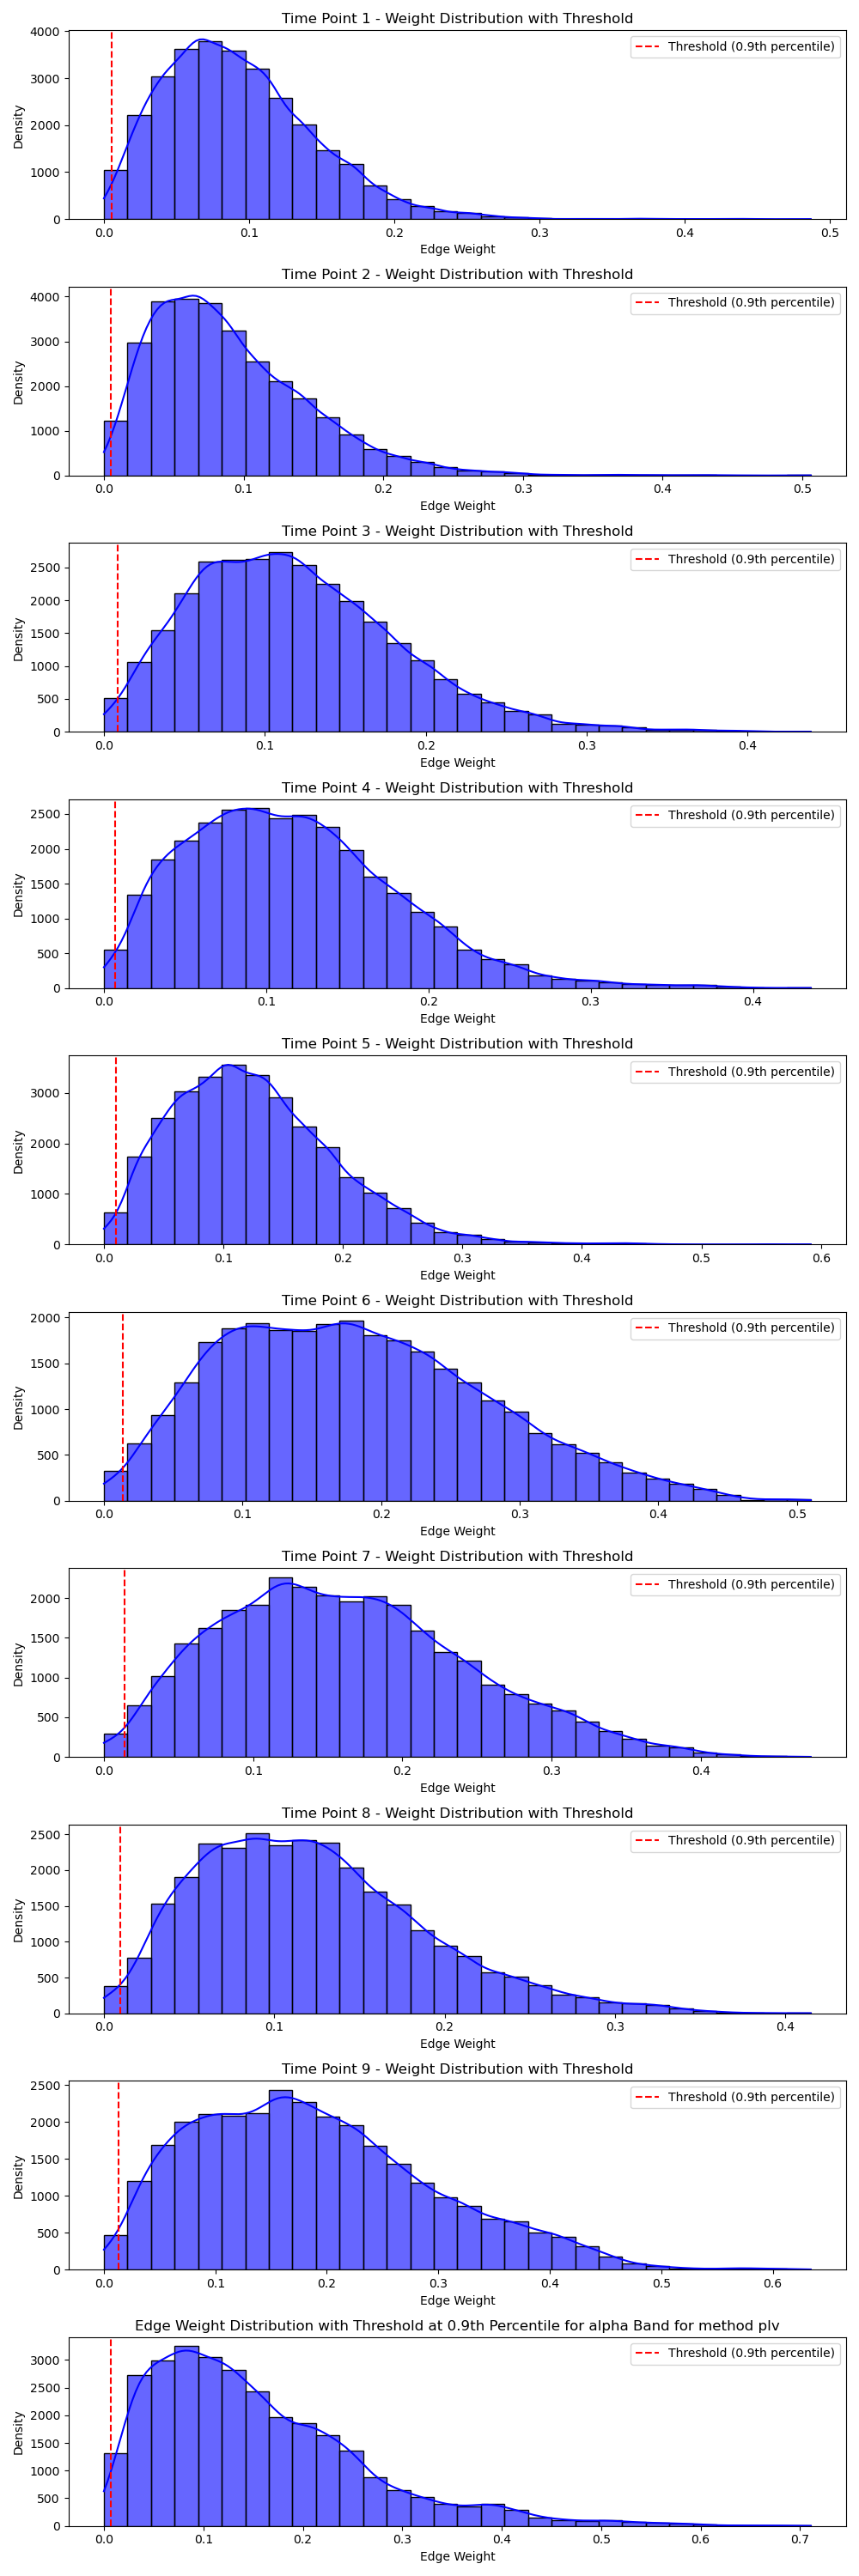 Time Point 1 - Weight Distribution with Threshold
4000
3000
2000
1000
0
Density
Threshold (0.9th percentile)
0.0 0.1 0.2 0.3 0.4 0.5
Edge Weight
Time Point 2 - Weight Distribution with Threshold
4000
3000
2000
1000
0
Density
Threshold (0.9th percentile)
0.0 0.1 0.2 0.3 0.4 0.5
Edge Weight
Time Point 3 - Weight Distribution with Threshold
2500
2000
1500
1000
500
0
Density
Threshold (0.9th percentile)
0.0 0.1 0.2 0.3 0.4
Edge Weight
Time Point 4 - Weight Distribution with Threshold
2500
2000
1500
1000
500
0
Density
Threshold (0.9th percentile)
0.0 0.1 0.2 0.3 0.4
Edge Weight
Time Point 5 - Weight Distribution with Threshold
3000
2000
1000
0
Density
Threshold (0.9th percentile)
0.0 0.1 0.2 0.3 0.4 0.5 0.6
Edge Weight
Time Point 6 - Weight Distribution with Threshold
2000
1500
1000
500
0
Density
Threshold (0.9th percentile)
0.0 0.1 0.2 0.3 0.4 0.5
Edge Weight
Time Point 7 - Weight Distribution with Threshold
2000
1500
1000
500
0
Density
Threshold (0.9th percentile)
0.0 0.1 0.2 0.3 0.4
Edge Weight
Time Point 8 - Weight Distribution with Threshold
2500
2000
1500
1000
500
0
Density
Threshold (0.9th percentile)
0.0 0.1 0.2 0.3 0.4
Edge Weight
Time Point 9 - Weight Distribution with Threshold
2500
2000
1500
1000
500
0
Density
Threshold (0.9th percentile)
0.0 0.1 0.2 0.3 0.4 0.5 0.6
Edge Weight
Edge Weight Distribution with Threshold at 0.9th Percentile for alpha Band for method plv
3000
2500
2000
1500
1000
500
0
Density
Threshold (0.9th percentile)
0.0 0.1 0.2 0.3 0.4 0.5 0.6 0.7
Edge Weight